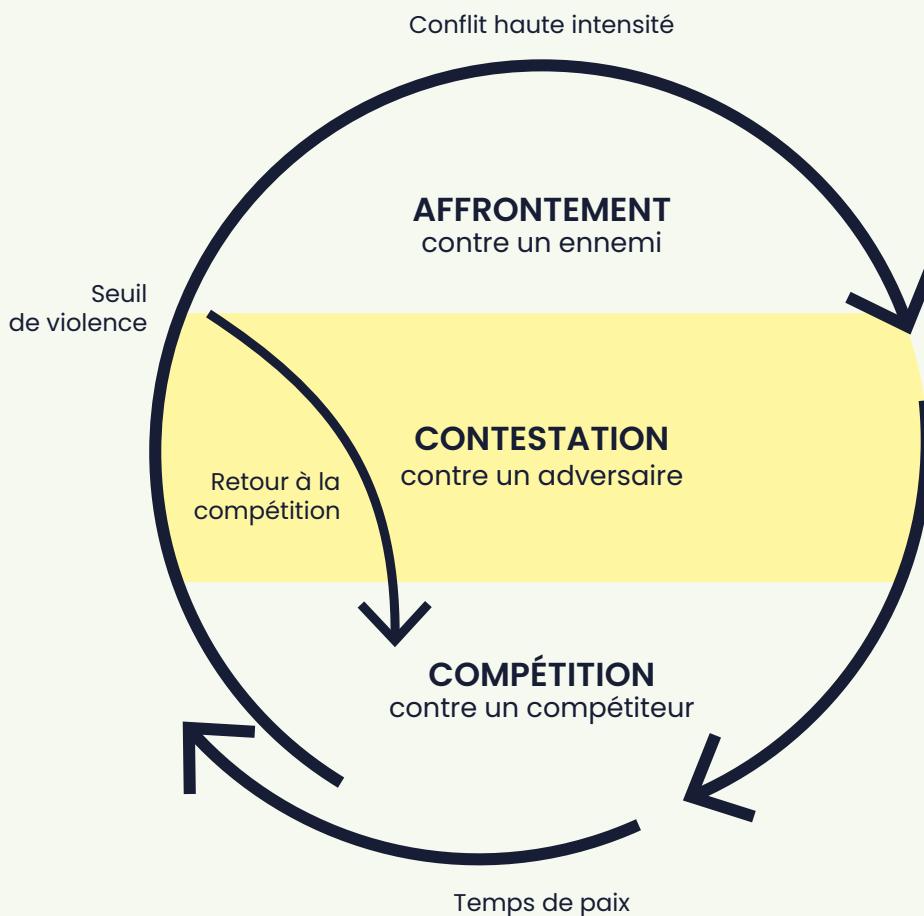 Conflit haute intensité
AFFRONTEMENT
contre un ennemi
Seuil
de violence
CONTESTATION
contre un adversaire
Retour à la
compétition
COMPÉTITION
contre un compétiteur
Temps de paix